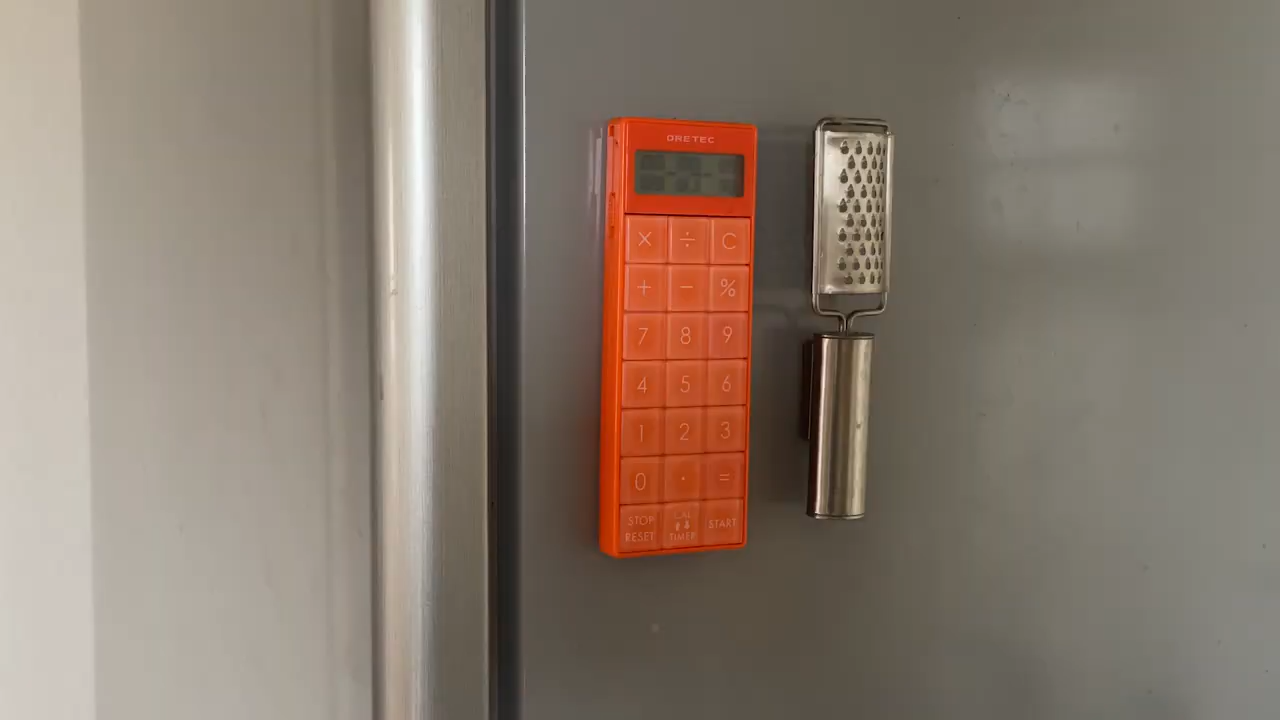 DRETEC
× ÷ C
+ − %
7 8 9
4 5 6
1 2 3
0 · =
STOP RESET
CAL TIMER
START